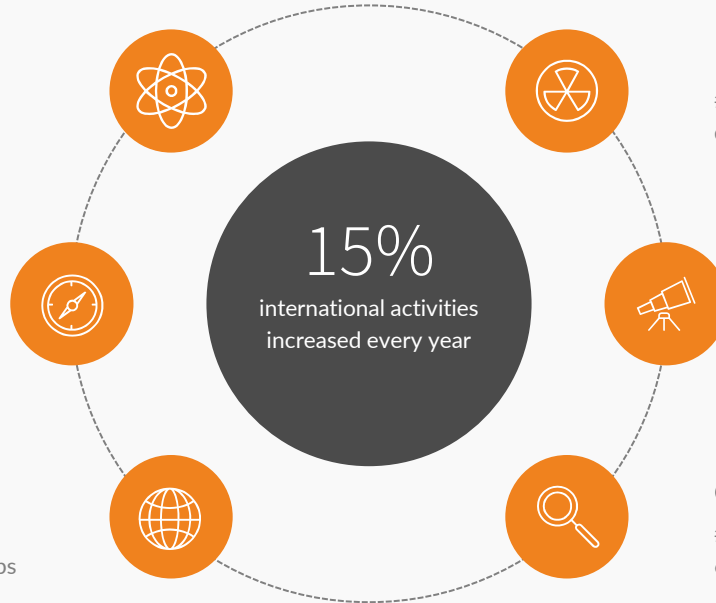 15%
international activities
increased every year